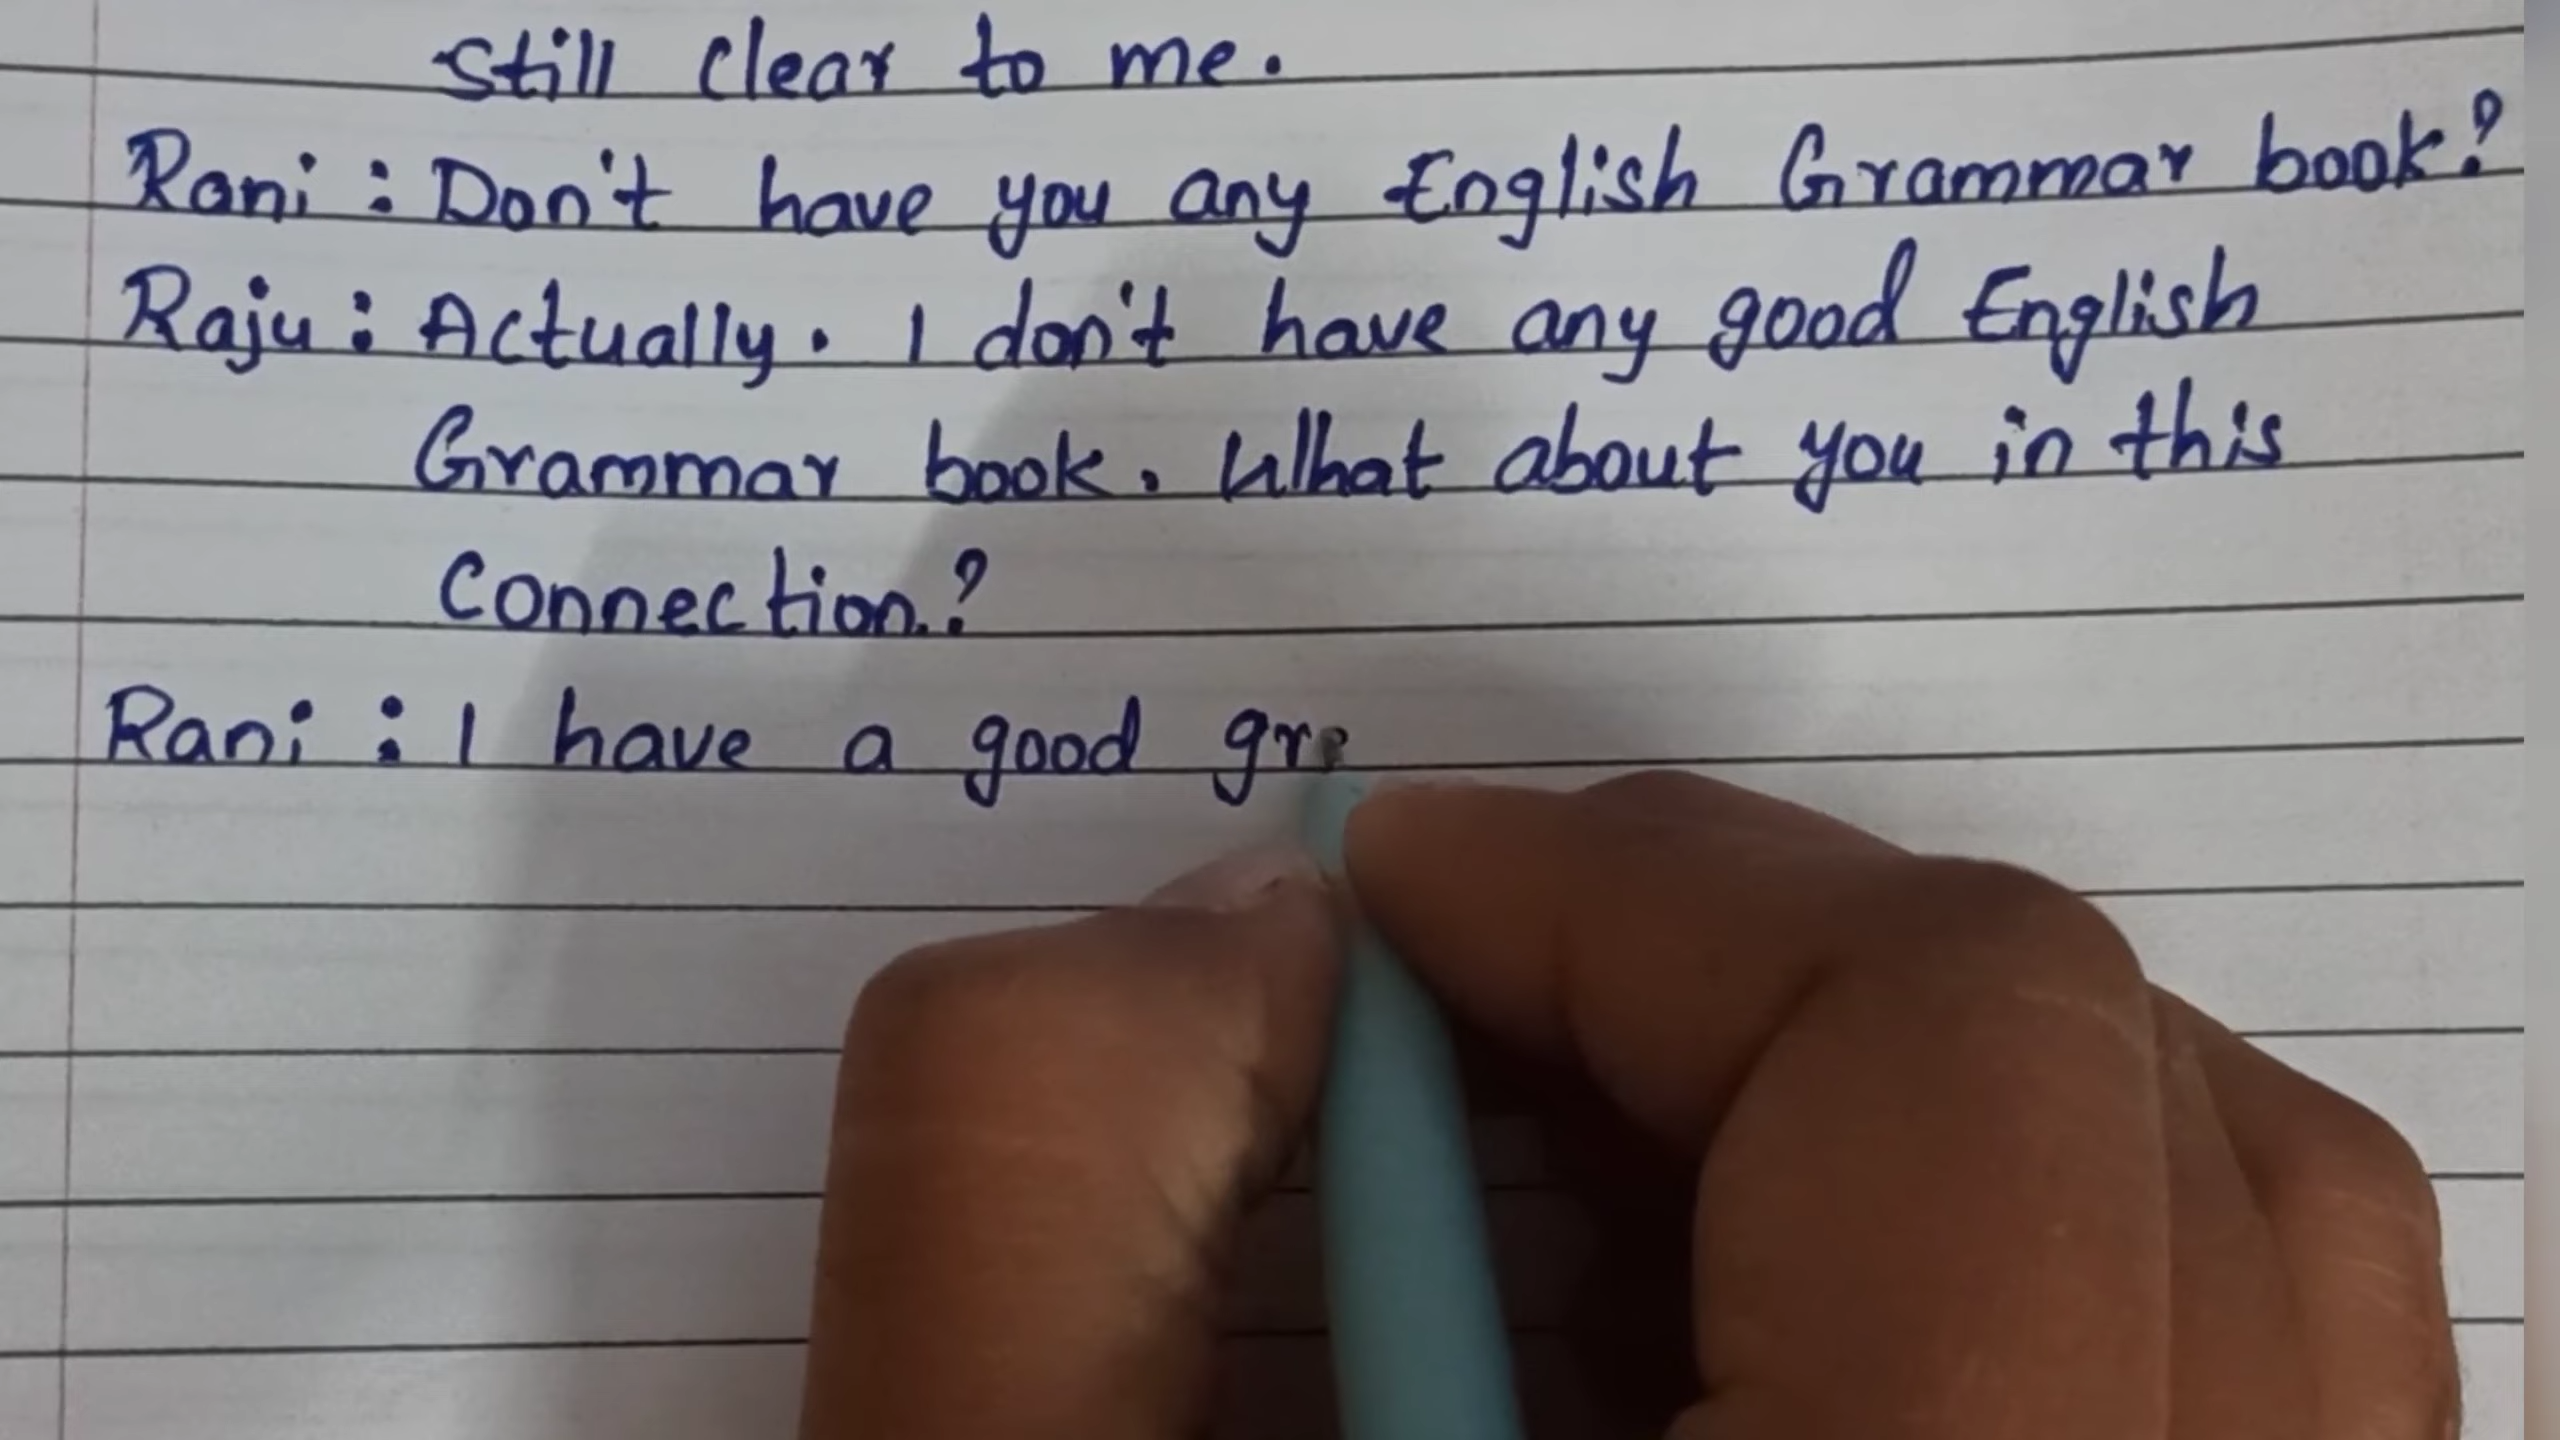 still clear to me.
Rani : Don't have you any English Grammar book?
Raju : Actually. I don't have any good English
Grammar book. What about you in this
Connection.?
Rani : I have a good